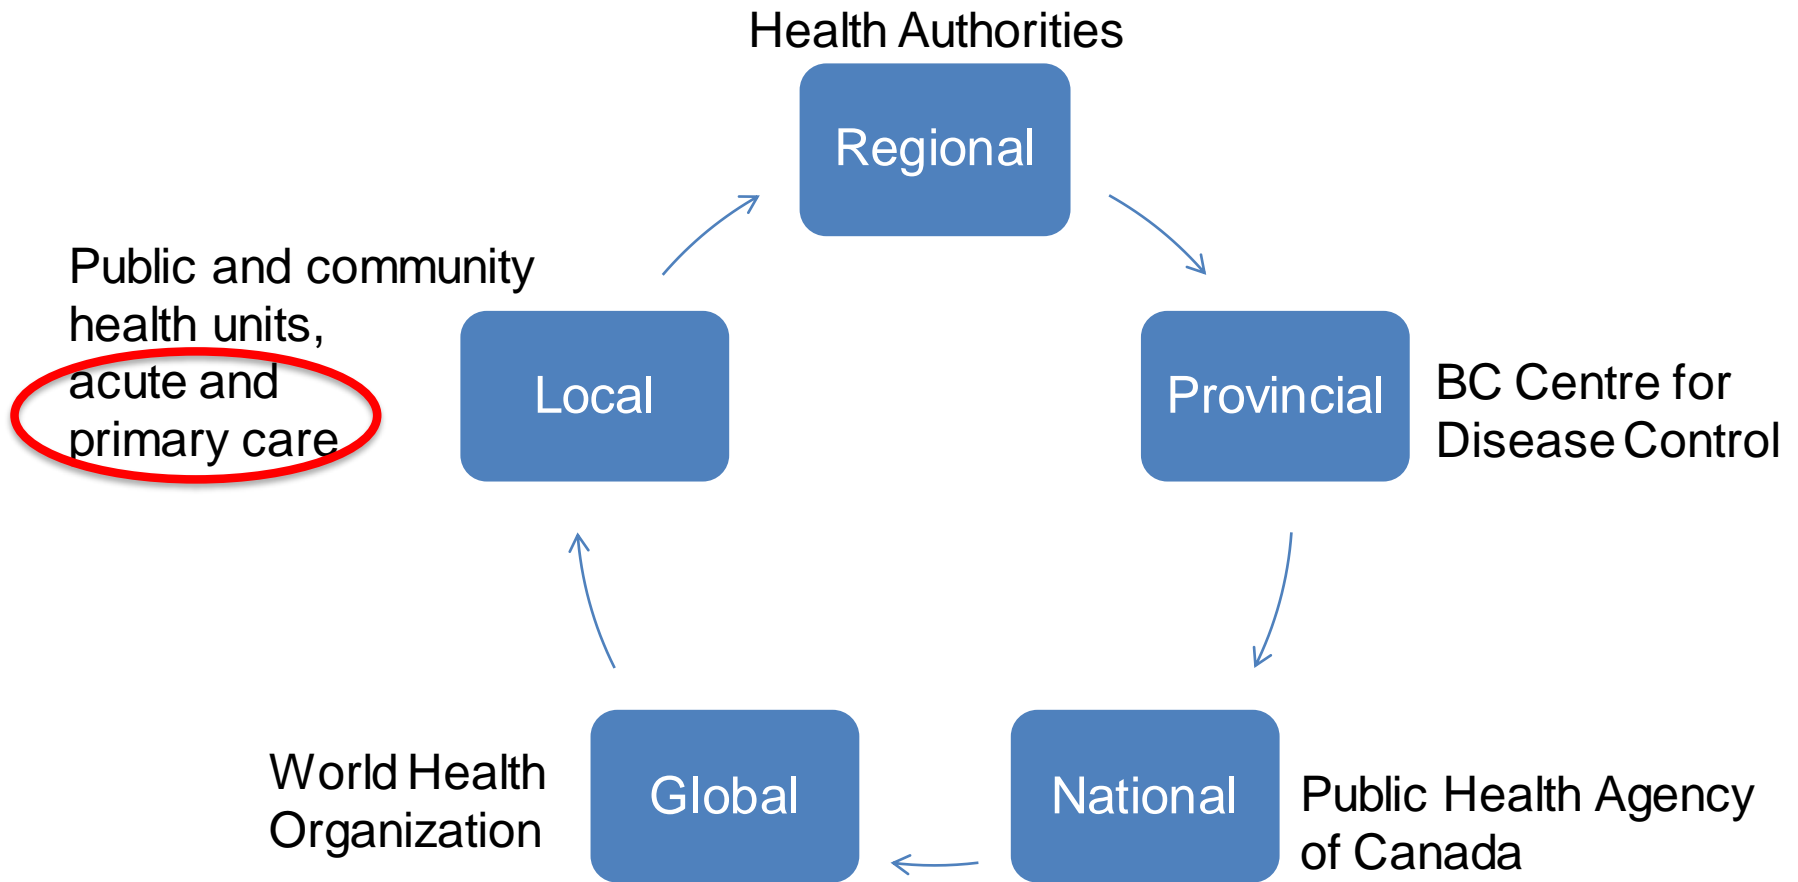 Health Authorities
Regional
Public and community
health units,
acute and
primary care
Local
Provincial
BC Centre for
Disease Control
World Health
Organization
Global
National
Public Health Agency
of Canada